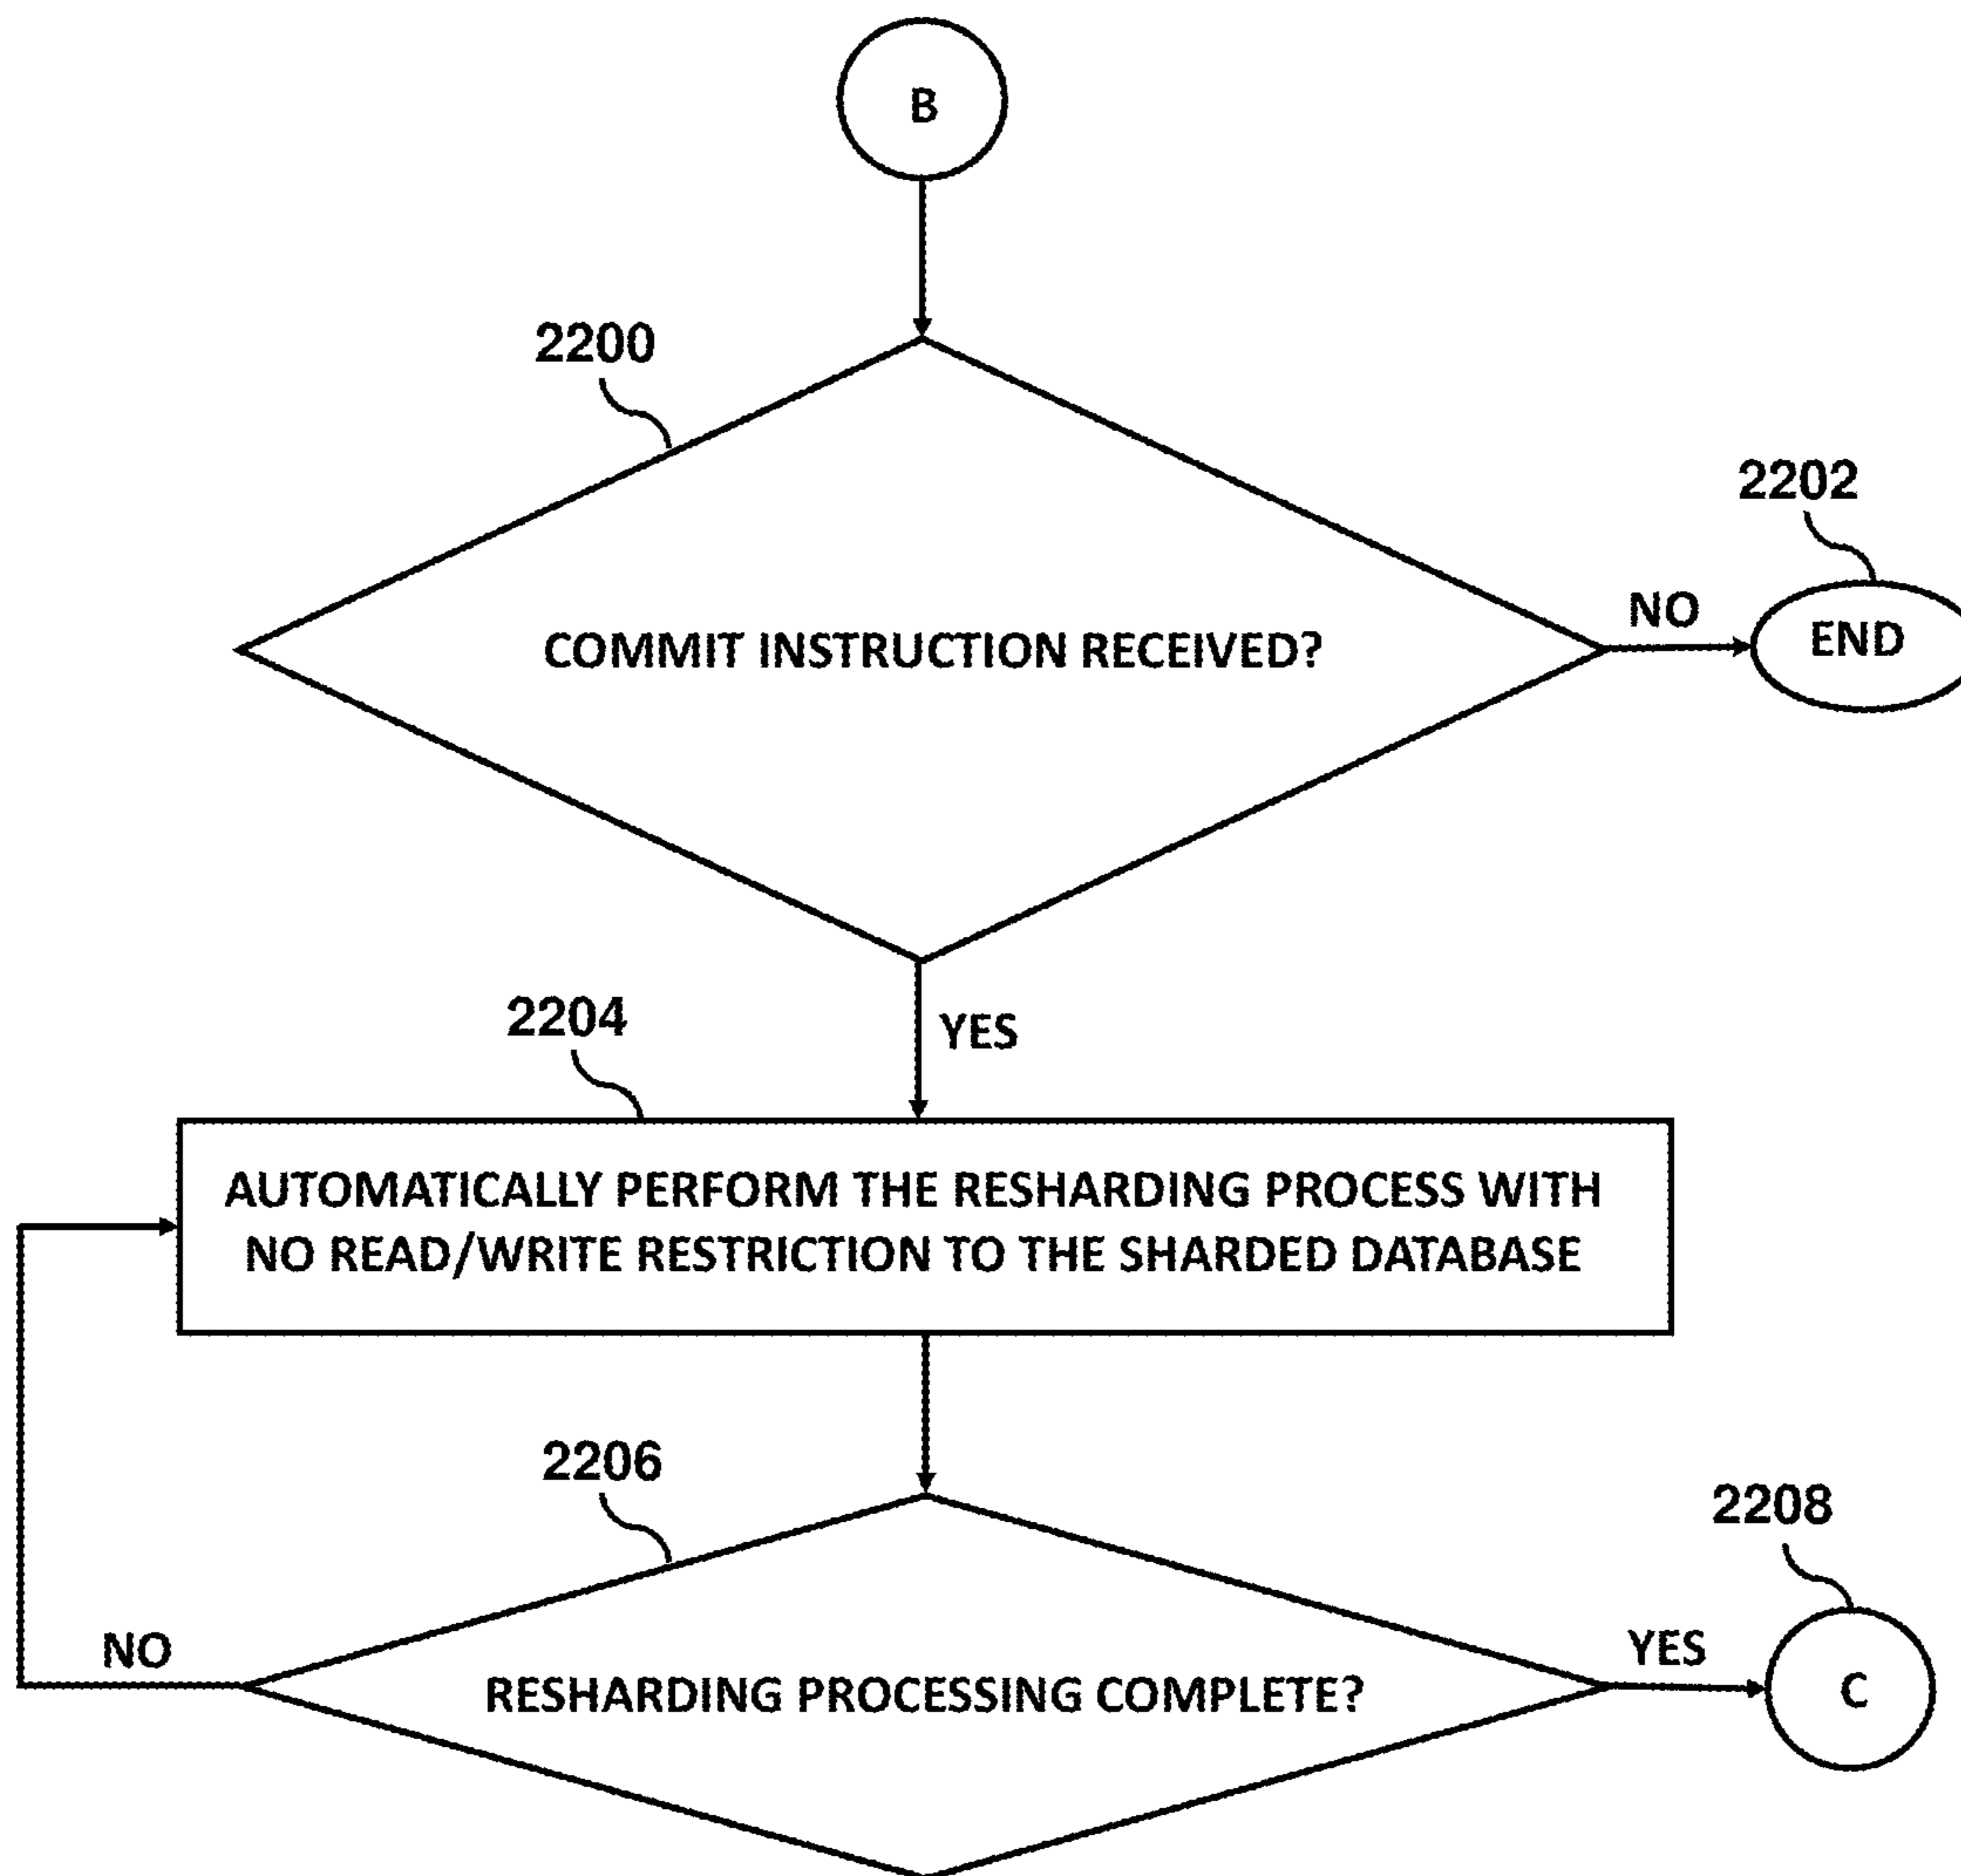 B
2200
2202
COMMIT INSTRUCTION RECEIVED?
NO
END
YES
2204
AUTOMATICALLY PERFORM THE RESHARDING PROCESS WITH
NO READ/WRITE RESTRICTION TO THE SHARDED DATABASE
2206
2208
NO
RESHARDING PROCESSING COMPLETE?
YES
C